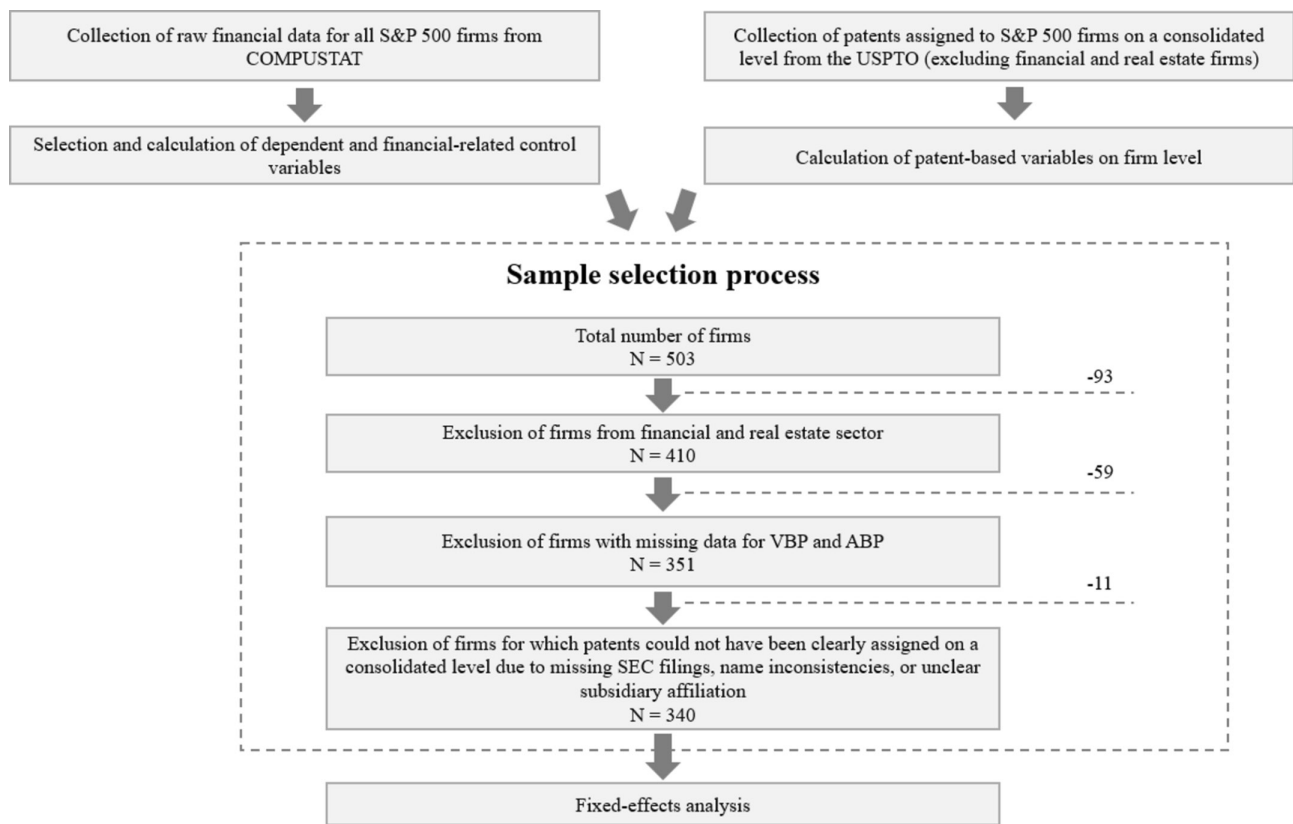 Collection of raw financial data for all S&P 500 firms from
COMPUSTAT
Collection of patents assigned to S&P 500 firms on a consolidated
level from the USPTO (excluding financial and real estate firms)
Selection and calculation of dependent and financial-related control
variables
Calculation of patent-based variables on firm level
Sample selection process
Total number of firms
N = 503
-93
Exclusion of firms from financial and real estate sector
N = 410
-59
Exclusion of firms with missing data for VBP and ABP
N = 351
-11
Exclusion of firms for which patents could not have been clearly assigned on a
consolidated level due to missing SEC filings, name inconsistencies, or unclear
subsidiary affiliation
N = 340
Fixed-effects analysis